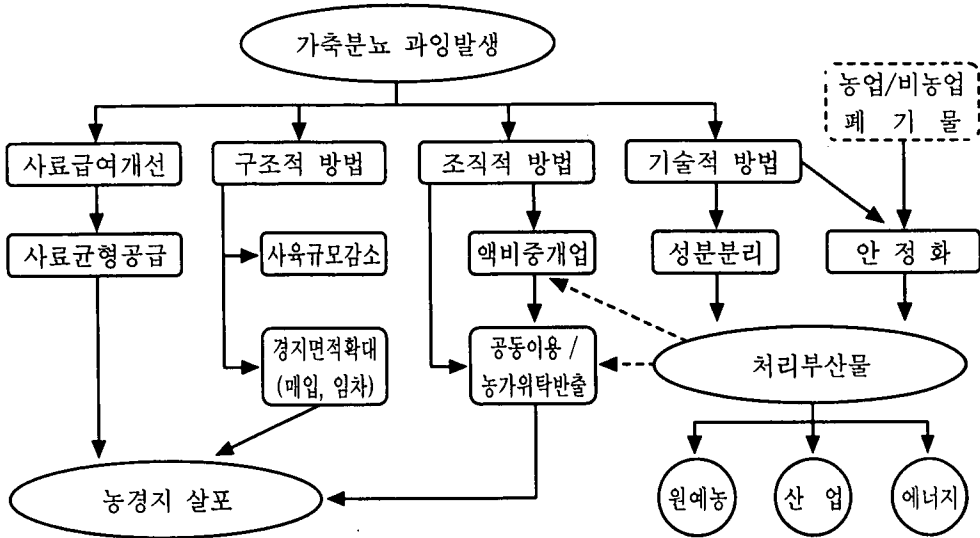 가축분뇨 과잉발생
농업/비농업
폐 기 물
사료급여개선
구조적 방법
조직적 방법
기술적 방법
사료균형공급
사육규모감소
액비중개업
성분분리
안 정 화
경지면적확대
(매입, 임차)
공동이용 /
농가위탁반출
처리부산물
농경지 살포
원예농
산 업
에너지